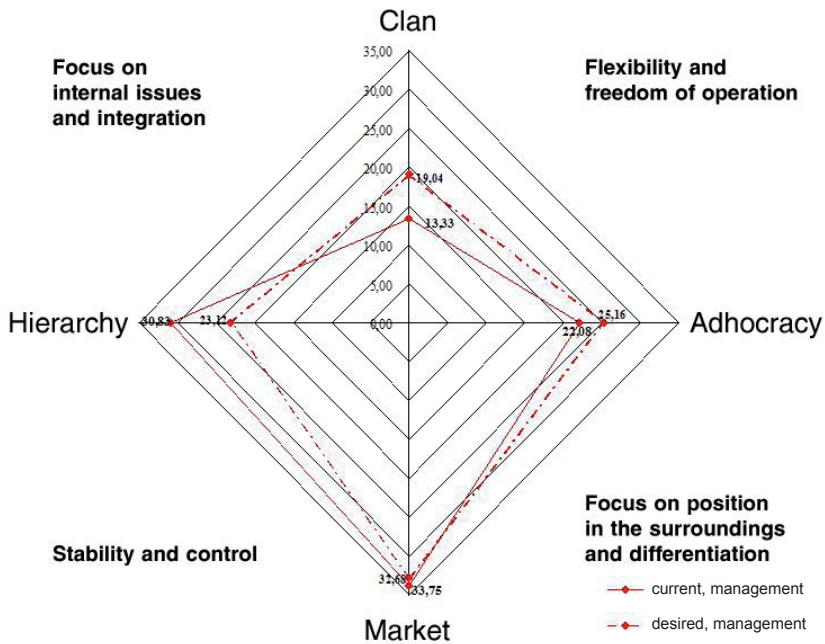 Clan
35,00
Focus on
internal issues
and integration
Flexibility and
freedom of operation
30,00
25,00
20,00
19,04
15,00
13,33
10,00
5,00
Hierarchy
30,83
23,12
0,00
25,16
22,08
Adhocracy
Focus on position
in the surroundings
and differentiation
Stability and control
32,68
33,75
current, management
desired, management
Market